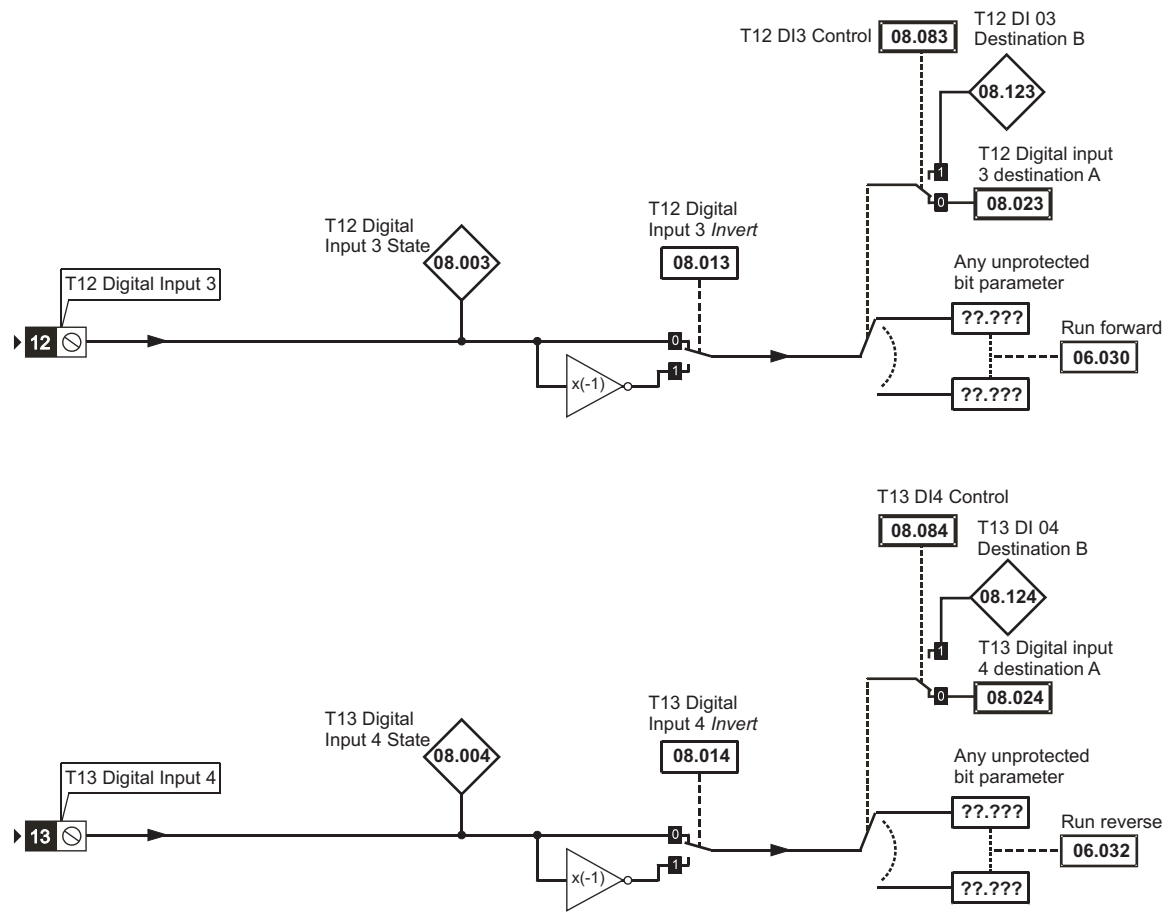 T12 DI3 Control
08.083
T12 DI 03
Destination B
08.123
T12 Digital input
3 destination A
08.023
1
0
T12 Digital
Input 3 State
08.003
T12 Digital
Input 3 Invert
08.013
T12 Digital Input 3
12
0
1
x(-1)
Any unprotected
bit parameter
??.???
Run forward
06.030
??.???
T13 DI4 Control
08.084
T13 DI 04
Destination B
08.124
T13 Digital input
4 destination A
08.024
1
0
T13 Digital
Input 4 State
08.004
T13 Digital
Input 4 Invert
08.014
T13 Digital Input 4
13
0
1
x(-1)
Any unprotected
bit parameter
??.???
Run reverse
06.032
??.???